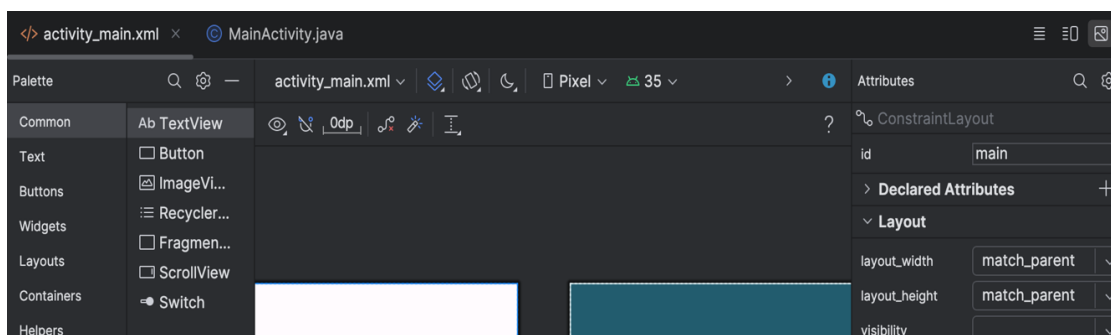 activity_main.xml
MainActivity.java
Palette
activity_main.xml
Pixel
35
Attributes
Common
Text
Buttons
Widgets
Layouts
Containers
Helpers
Ab TextView
Button
ImageVi...
Recycler...
Fragmen...
ScrollView
Switch
0dp
?
ConstraintLayout
id main
Declared Attributes
Layout
layout_width match_parent
layout_height match_parent
visibility